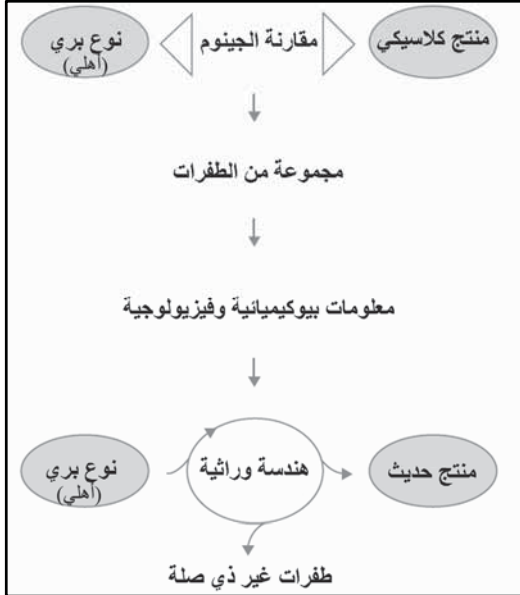 منتج كلاسيكي
مقارنة الجينوم
نوع بري
(أهلي)
مجموعة من الطفرات
معلومات بيوكيميائية وفيزيولوجية
نوع بري
(أهلي)
هندسة وراثية
منتج حديث
طفرات غير ذي صلة